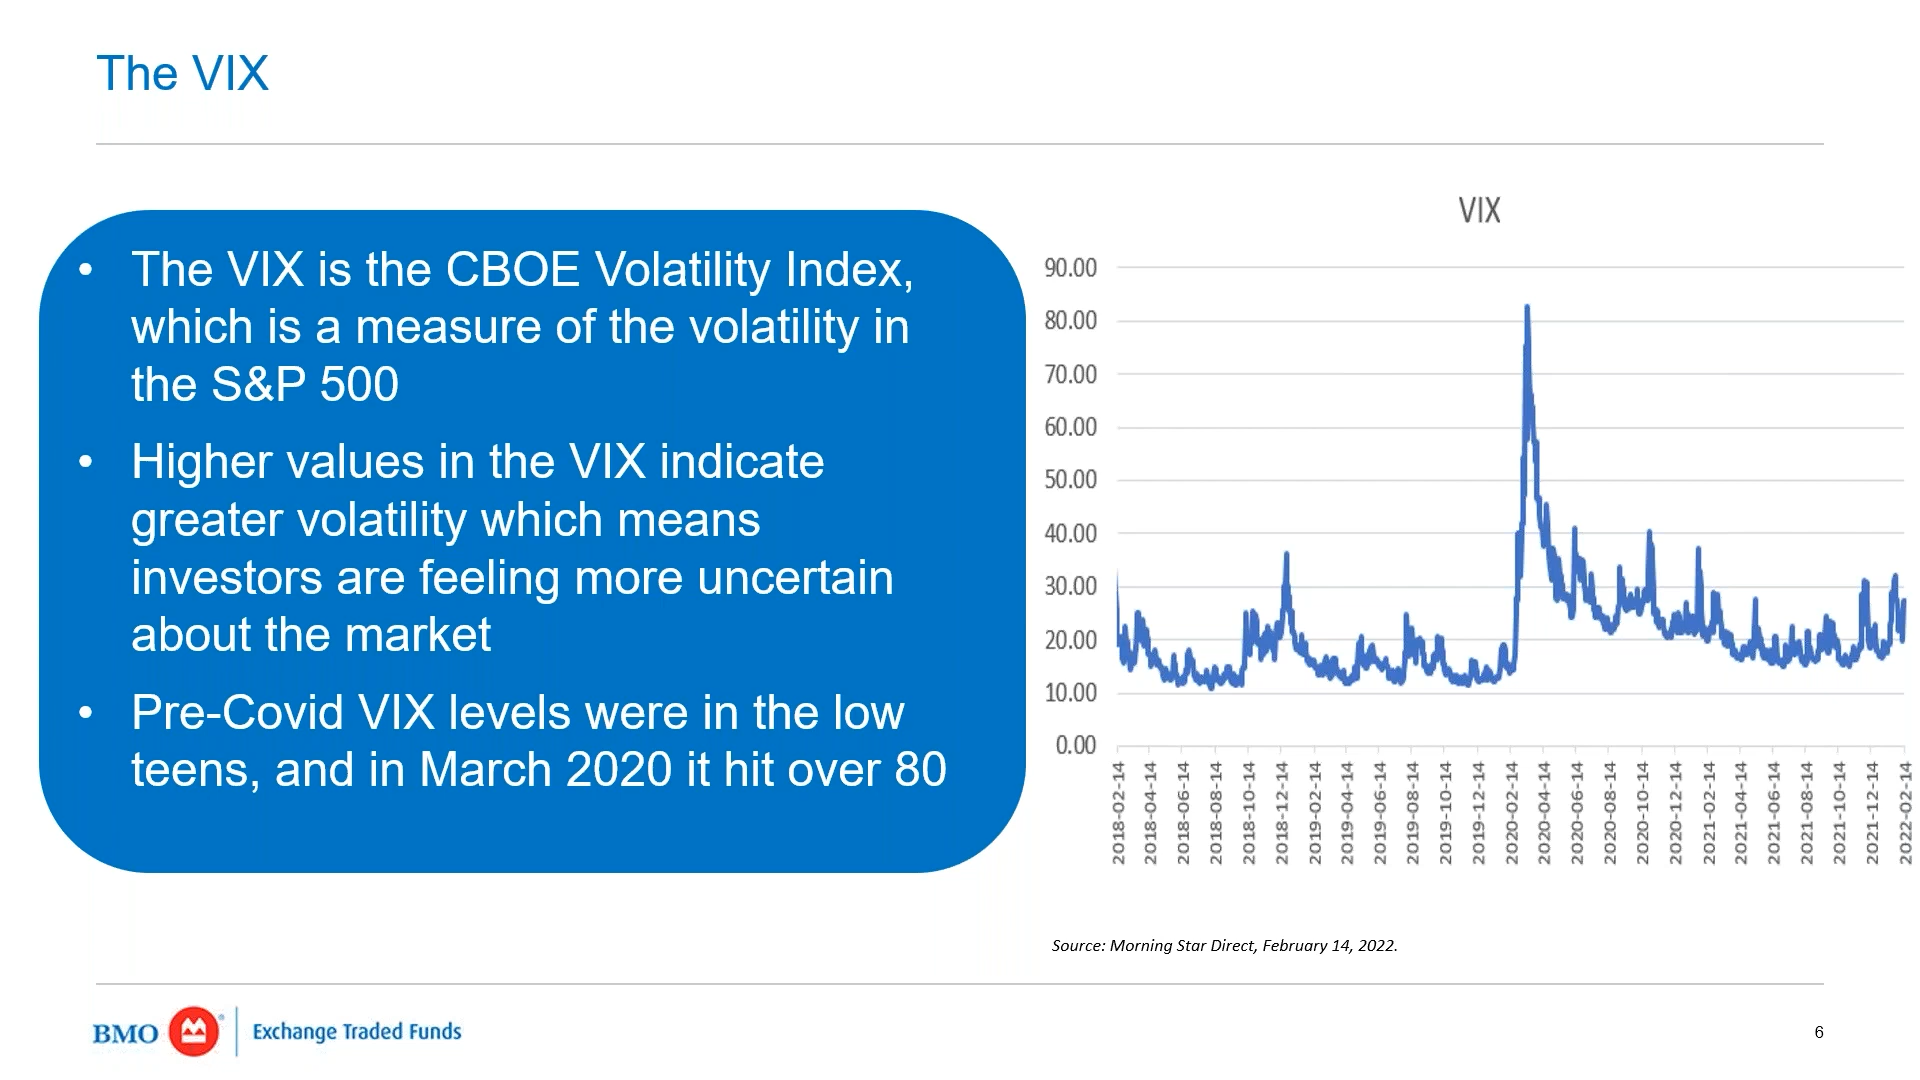 The VIX
• The VIX is the CBOE Volatility Index,
which is a measure of the volatility in
the S&P 500
• Higher values in the VIX indicate
greater volatility which means
investors are feeling more uncertain
about the market
• Pre-Covid VIX levels were in the low
teens, and in March 2020 it hit over 80
VIX
90.00
80.00
70.00
60.00
50.00
40.00
30.00
20.00
10.00
0.00
2018-02-14
2018-04-14
2018-06-14
2018-08-14
2018-10-14
2018-12-14
2019-02-14
2019-04-14
2019-06-14
2019-08-14
2019-10-14
2019-12-14
2020-02-14
2020-04-14
2020-06-14
2020-08-14
2020-10-14
2020-12-14
2021-02-14
2021-04-14
2021-06-14
2021-08-14
2021-10-14
2021-12-14
2022-02-14
Source: Morning Star Direct, February 14, 2022.
BMO Exchange Traded Funds
6